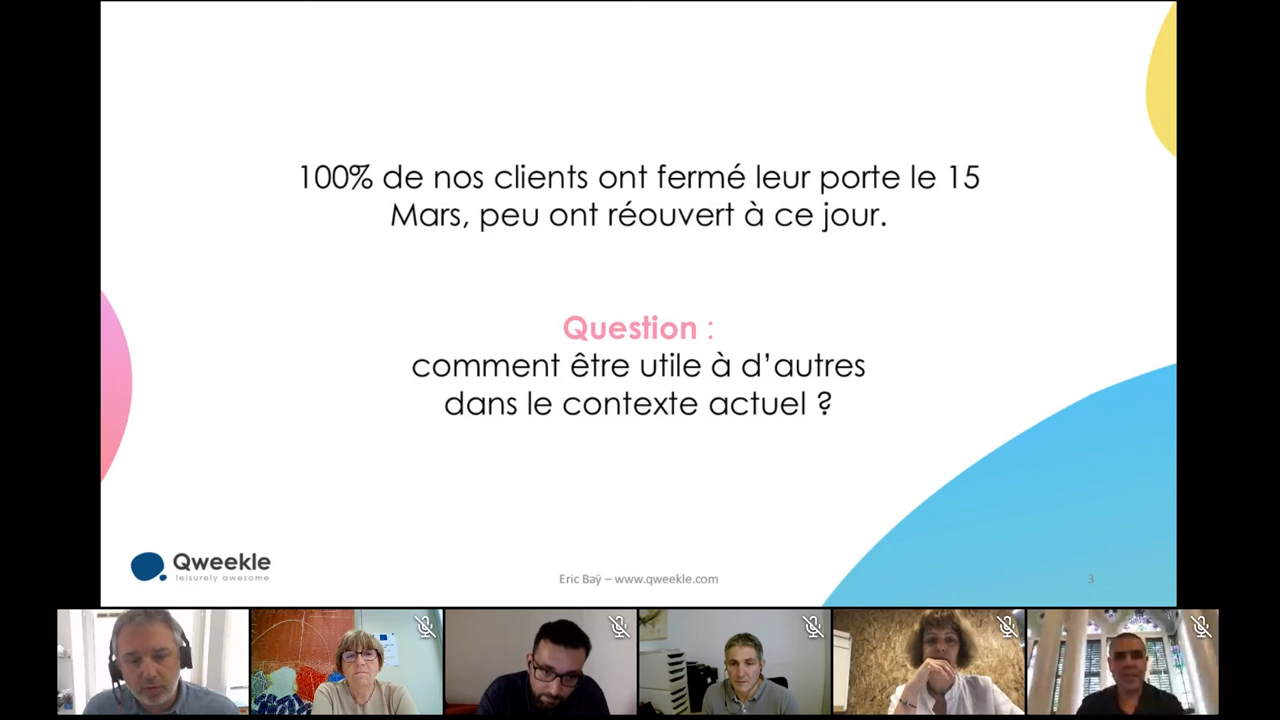 100% de nos clients ont fermé leur porte le 15
Mars, peu ont réouvert à ce jour.
Question :
comment être utile à d’autres
dans le contexte actuel ?
Qweekle
leisurely awesome
Eric Baÿ – www.qweekle.com
3